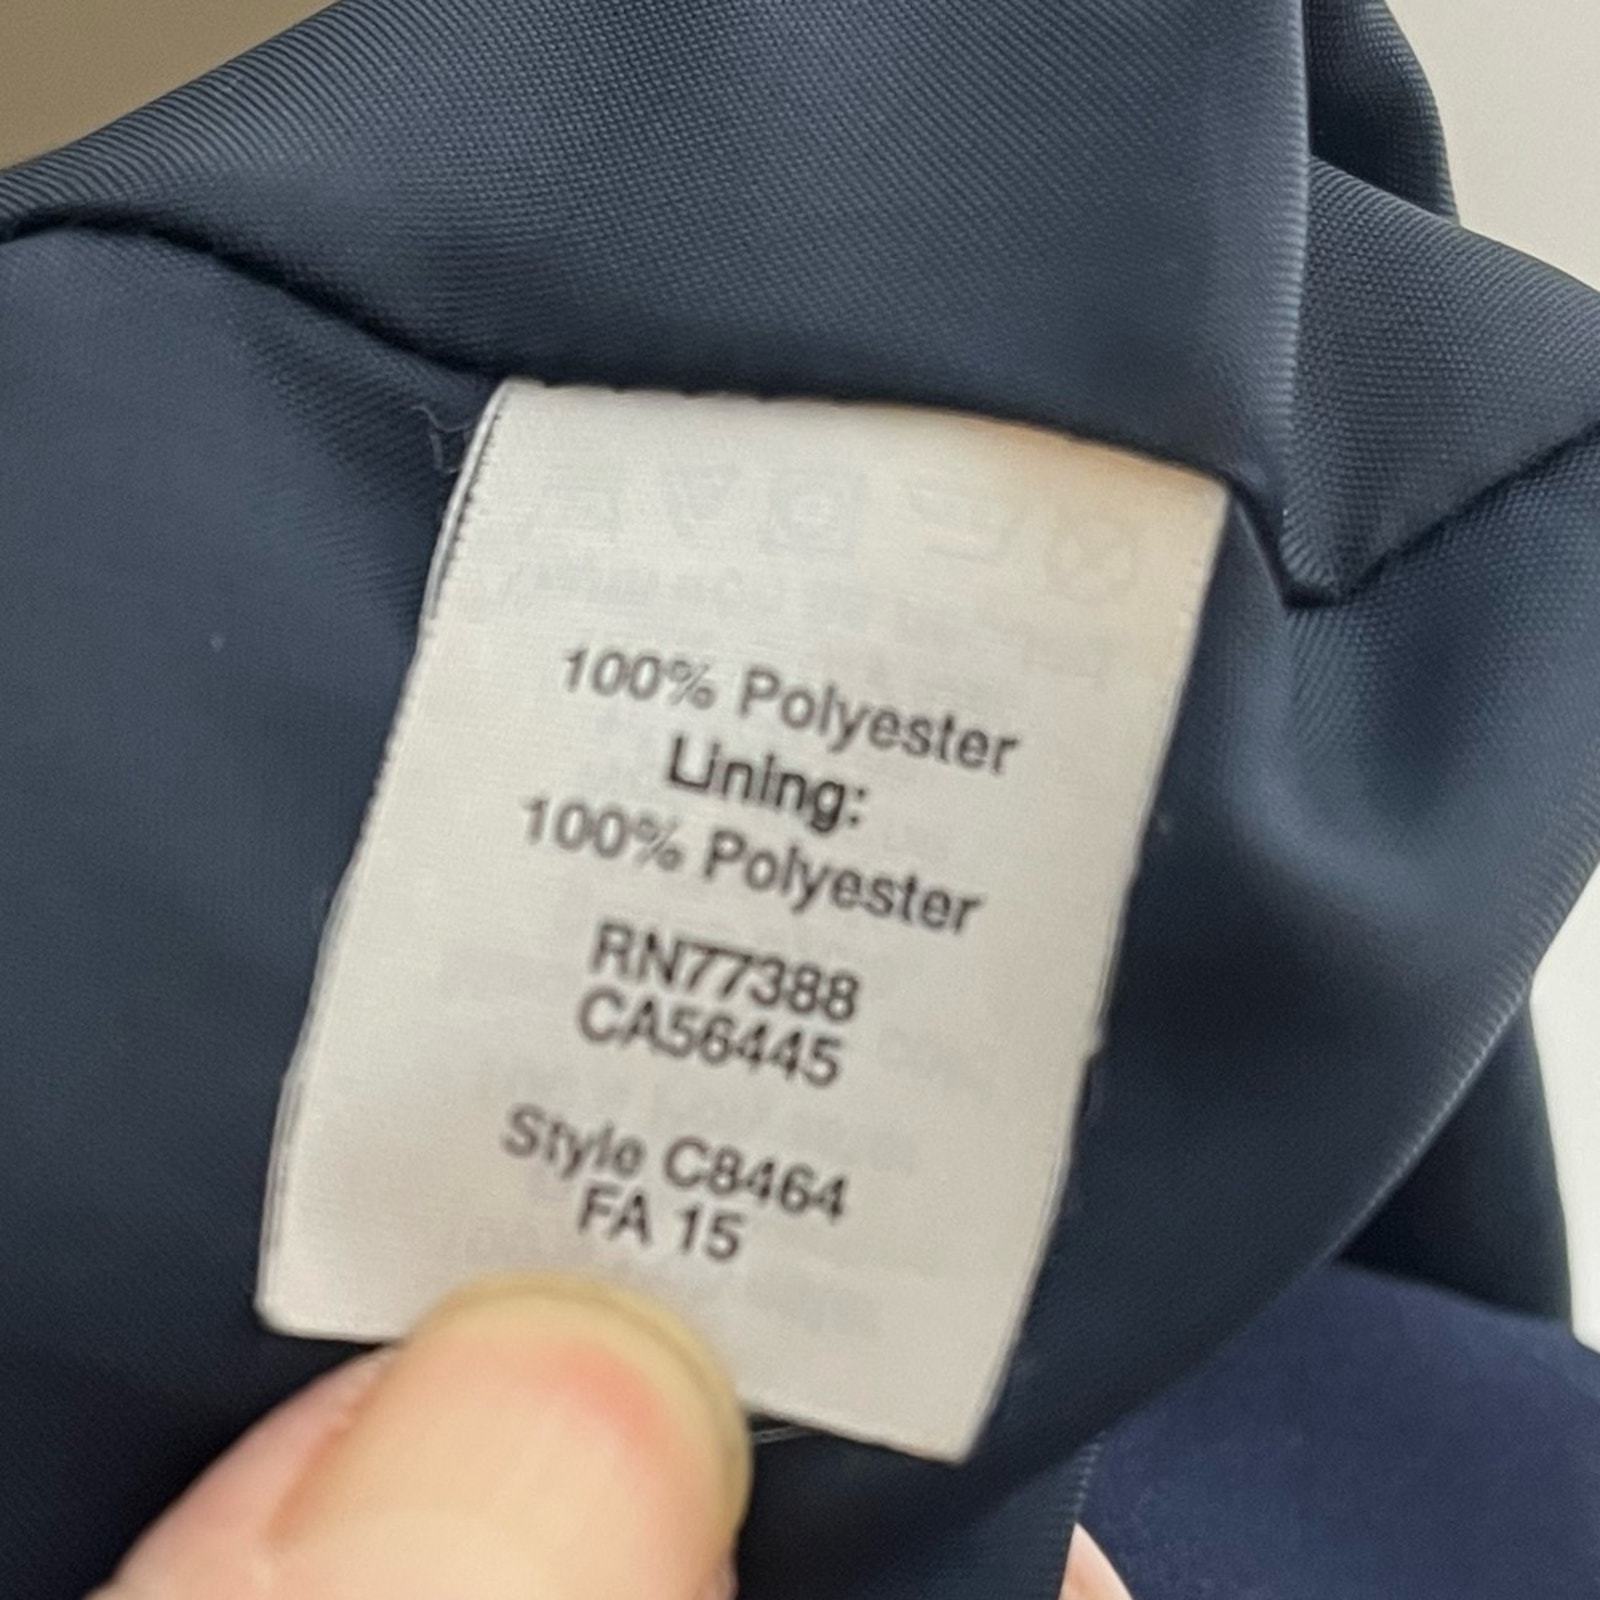 100% Polyester
Lining:
100% Polyester
RN77388
CA56445
Style C8464
FA 15